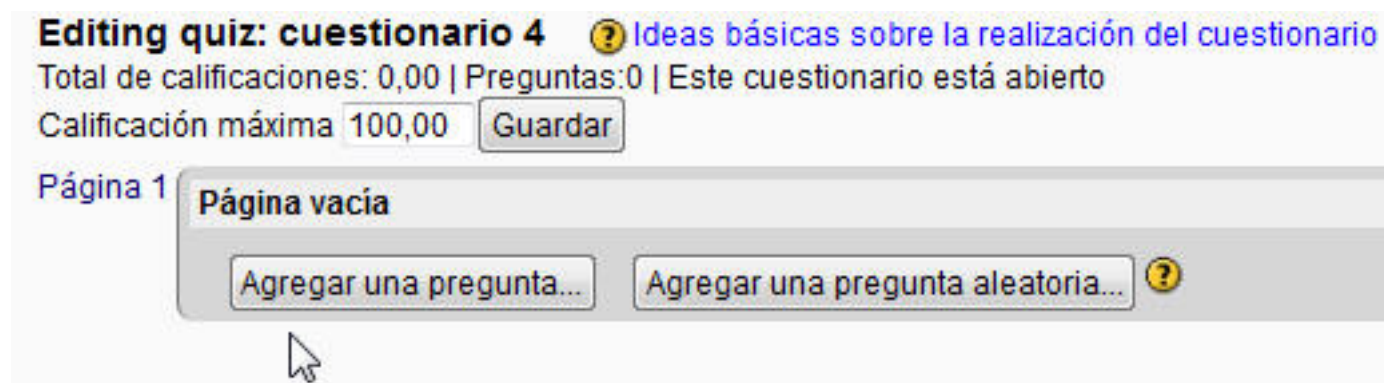 Editing quiz: cuestionario 4 ? Ideas básicas sobre la realización del cuestionario
Total de calificaciones: 0,00 | Preguntas:0 | Este cuestionario está abierto
Calificación máxima 100,00 Guardar
Página 1 Página vacía
Agregar una pregunta... Agregar una pregunta aleatoria... ?